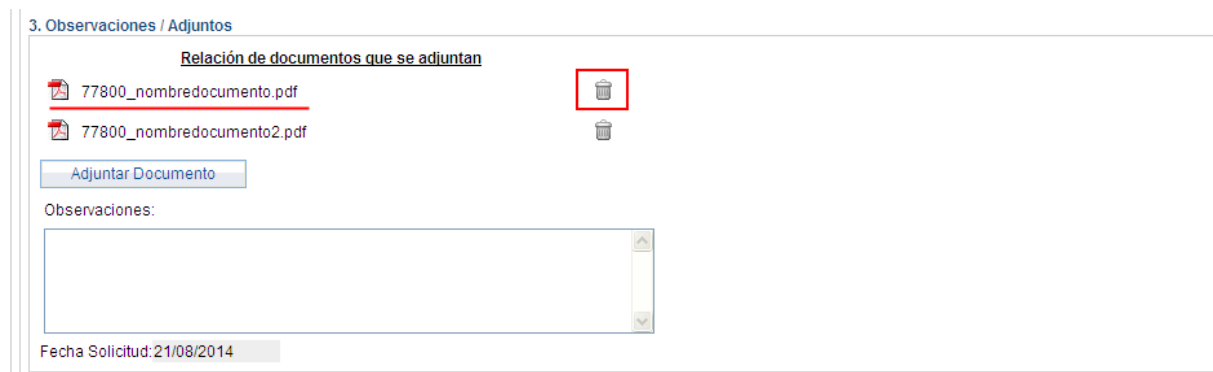 3. Observaciones / Adjuntos
Relación de documentos que se adjuntan
77800_nombredocumento.pdf
77800_nombredocumento2.pdf
Adjuntar Documento
Observaciones:
Fecha Solicitud: 21/08/2014